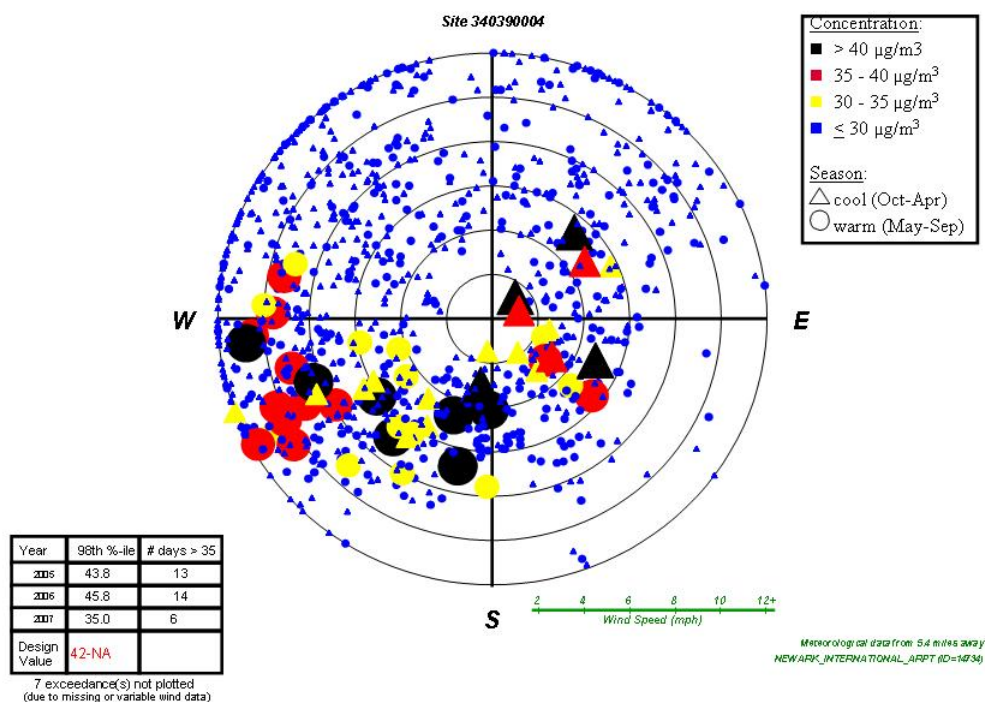 Site 340390004
Concentration:
> 40 µg/m3
35 - 40 µg/m³
30 - 35 µg/m³
≤ 30 µg/m³
Season:
cool (Oct-Apr)
warm (May-Sep)
W
E
S
Year 98th %-ile # days > 35
2005 43.8 13
2006 45.8 14
2007 35.0 6
Design Value 42-NA
7 exceedance(s) not plotted
(due to missing or variable wind data)
2 4 6 8 10 12+
Wind Speed (mph)
Meteorological data from 5.4 miles away
NEWARK_INTERNATIONAL_ARPT (ID=14734)